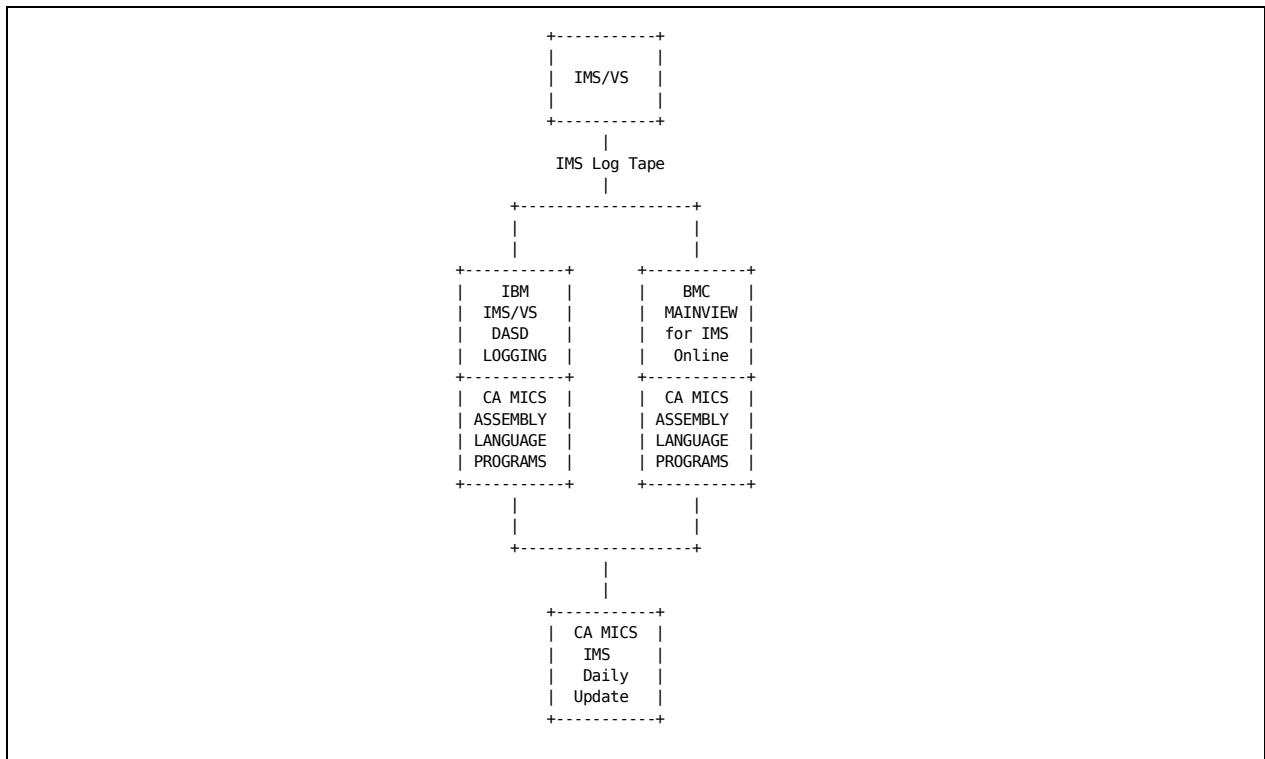 IMS/VS
IMS Log Tape
IBM
IMS/VS
DASD
LOGGING
CA MICS
ASSEMBLY
LANGUAGE
PROGRAMS
BMC
MAINVIEW
for IMS
Online
CA MICS
ASSEMBLY
LANGUAGE
PROGRAMS
CA MICS
IMS
Daily
Update